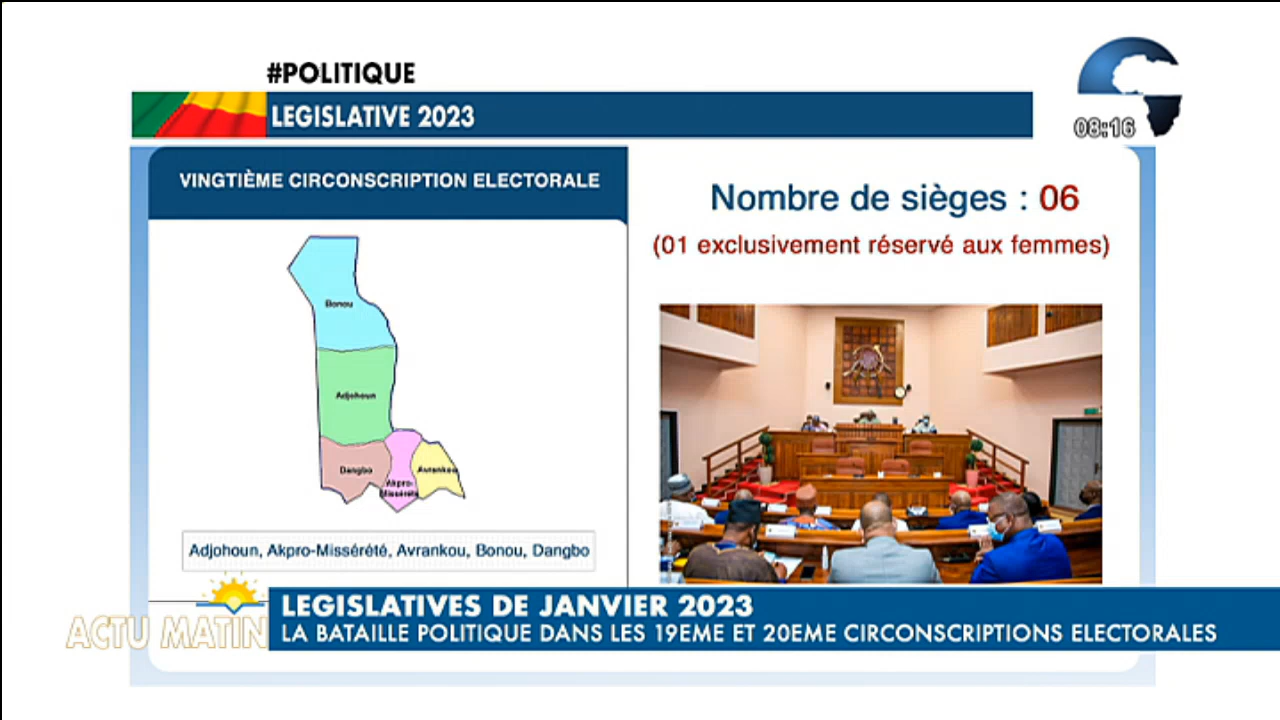 #POLITIQUE
LEGISLATIVE 2023
08:16
VINGTIÈME CIRCONSCRIPTION ELECTORALE
Nombre de sièges : 06
(01 exclusivement réservé aux femmes)
Bonou
Adjohoun
Dangbo
Akpro-
Missérété
Avrankou
Adjohoun, Akpro-Missérété, Avrankou, Bonou, Dangbo
ACTU MATIN
LEGISLATIVES DE JANVIER 2023
LA BATAILLE POLITIQUE DANS LES 19EME ET 20EME CIRCONSCRIPTIONS ELECTORALES